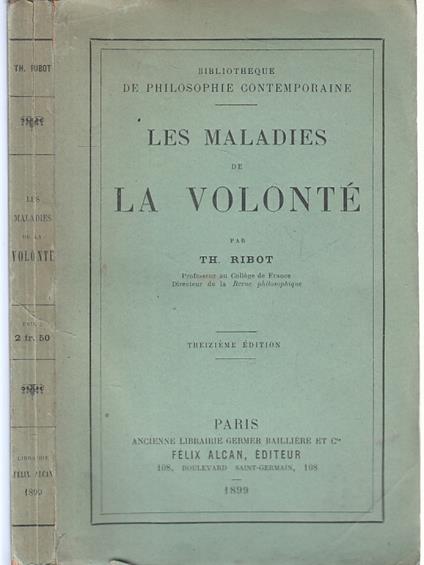 TH. RIBOT
LES
MALADIES
DE LA
VOLONTÉ
2 fr. 50
LIBRAIRIE
FÉLIX ALCAN
1899
BIBLIOTHÈQUE
DE PHILOSOPHIE CONTEMPORAINE
LES MALADIES
DE
LA VOLONTÉ
PAR
TH. RIBOT
Professeur au Collège de France
Directeur de la Revue philosophique
TREIZIÈME ÉDITION
PARIS
ANCIENNE LIBRAIRIE GERMER BAILLIÈRE ET Cie
FÉLIX ALCAN, ÉDITEUR
108, BOULEVARD SAINT-GERMAIN, 108
1899